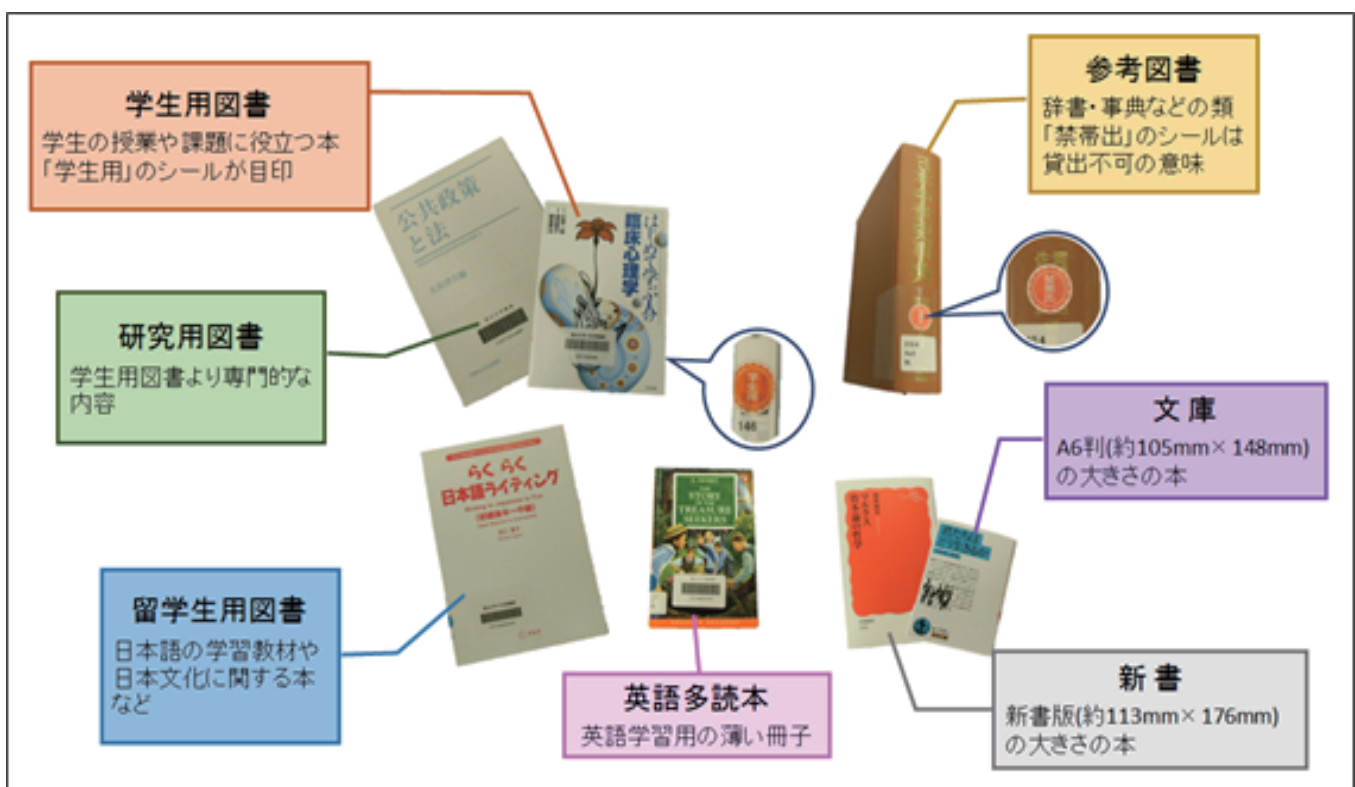 学生用図書
学生の授業や課題に役立つ本
「学生用」のシールが目印
参考図書
辞書・事典などの類
「禁帯出」のシールは
貸出不可の意味
公共政策
と法
はじめて学ぶ人の
臨床心理学
研究用図書
学生用図書より専門的な
内容
学生用
146
文庫
A6判(約105mm×148mm)
の大きさの本
らくらく
日本語ライティング
STORY
TREASURE
SEEKERS
留学生用図書
日本語の学習教材や
日本文化に関する本
など
英語多読本
英語学習用の薄い冊子
新書
新書版(約113mm×176mm)
の大きさの本